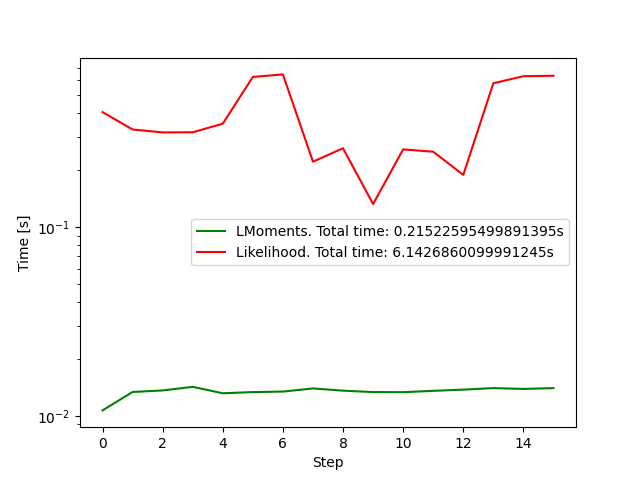 Time [s]
10⁻¹
10⁻²
LMoments. Total time: 0.21522595499891395s
Likelihood. Total time: 6.1426860099991245s
0 2 4 6 8 10 12 14
Step